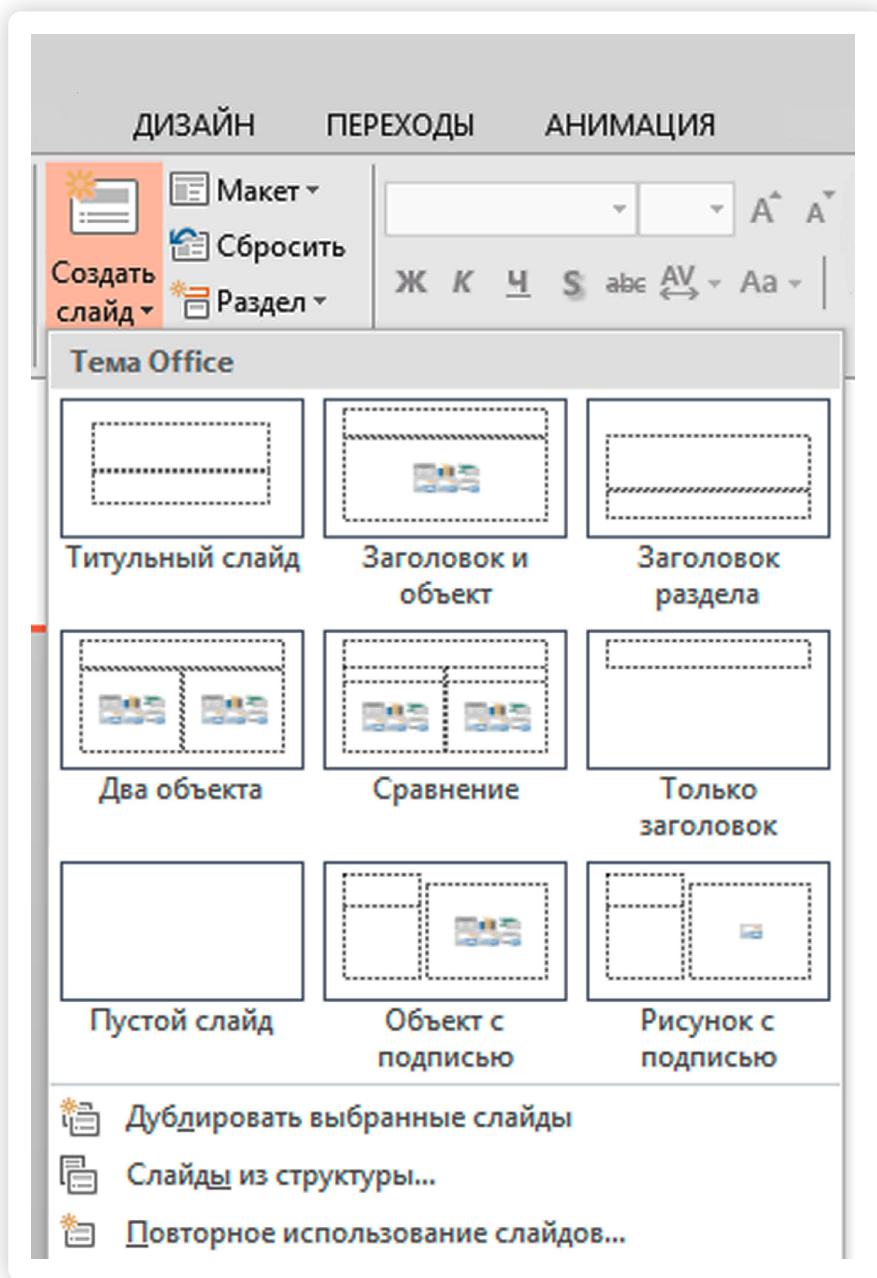 ДИЗАЙН ПЕРЕХОДЫ АНИМАЦИЯ
Создать слайд
Макет
Сбросить
Раздел
Ж К Ч S abc AV Aa
A A
Тема Office
Титульный слайд
Заголовок и объект
Заголовок раздела
Два объекта
Сравнение
Только заголовок
Пустой слайд
Объект с подписью
Рисунок с подписью
Дублировать выбранные слайды
Слайды из структуры...
Повторное использование слайдов...